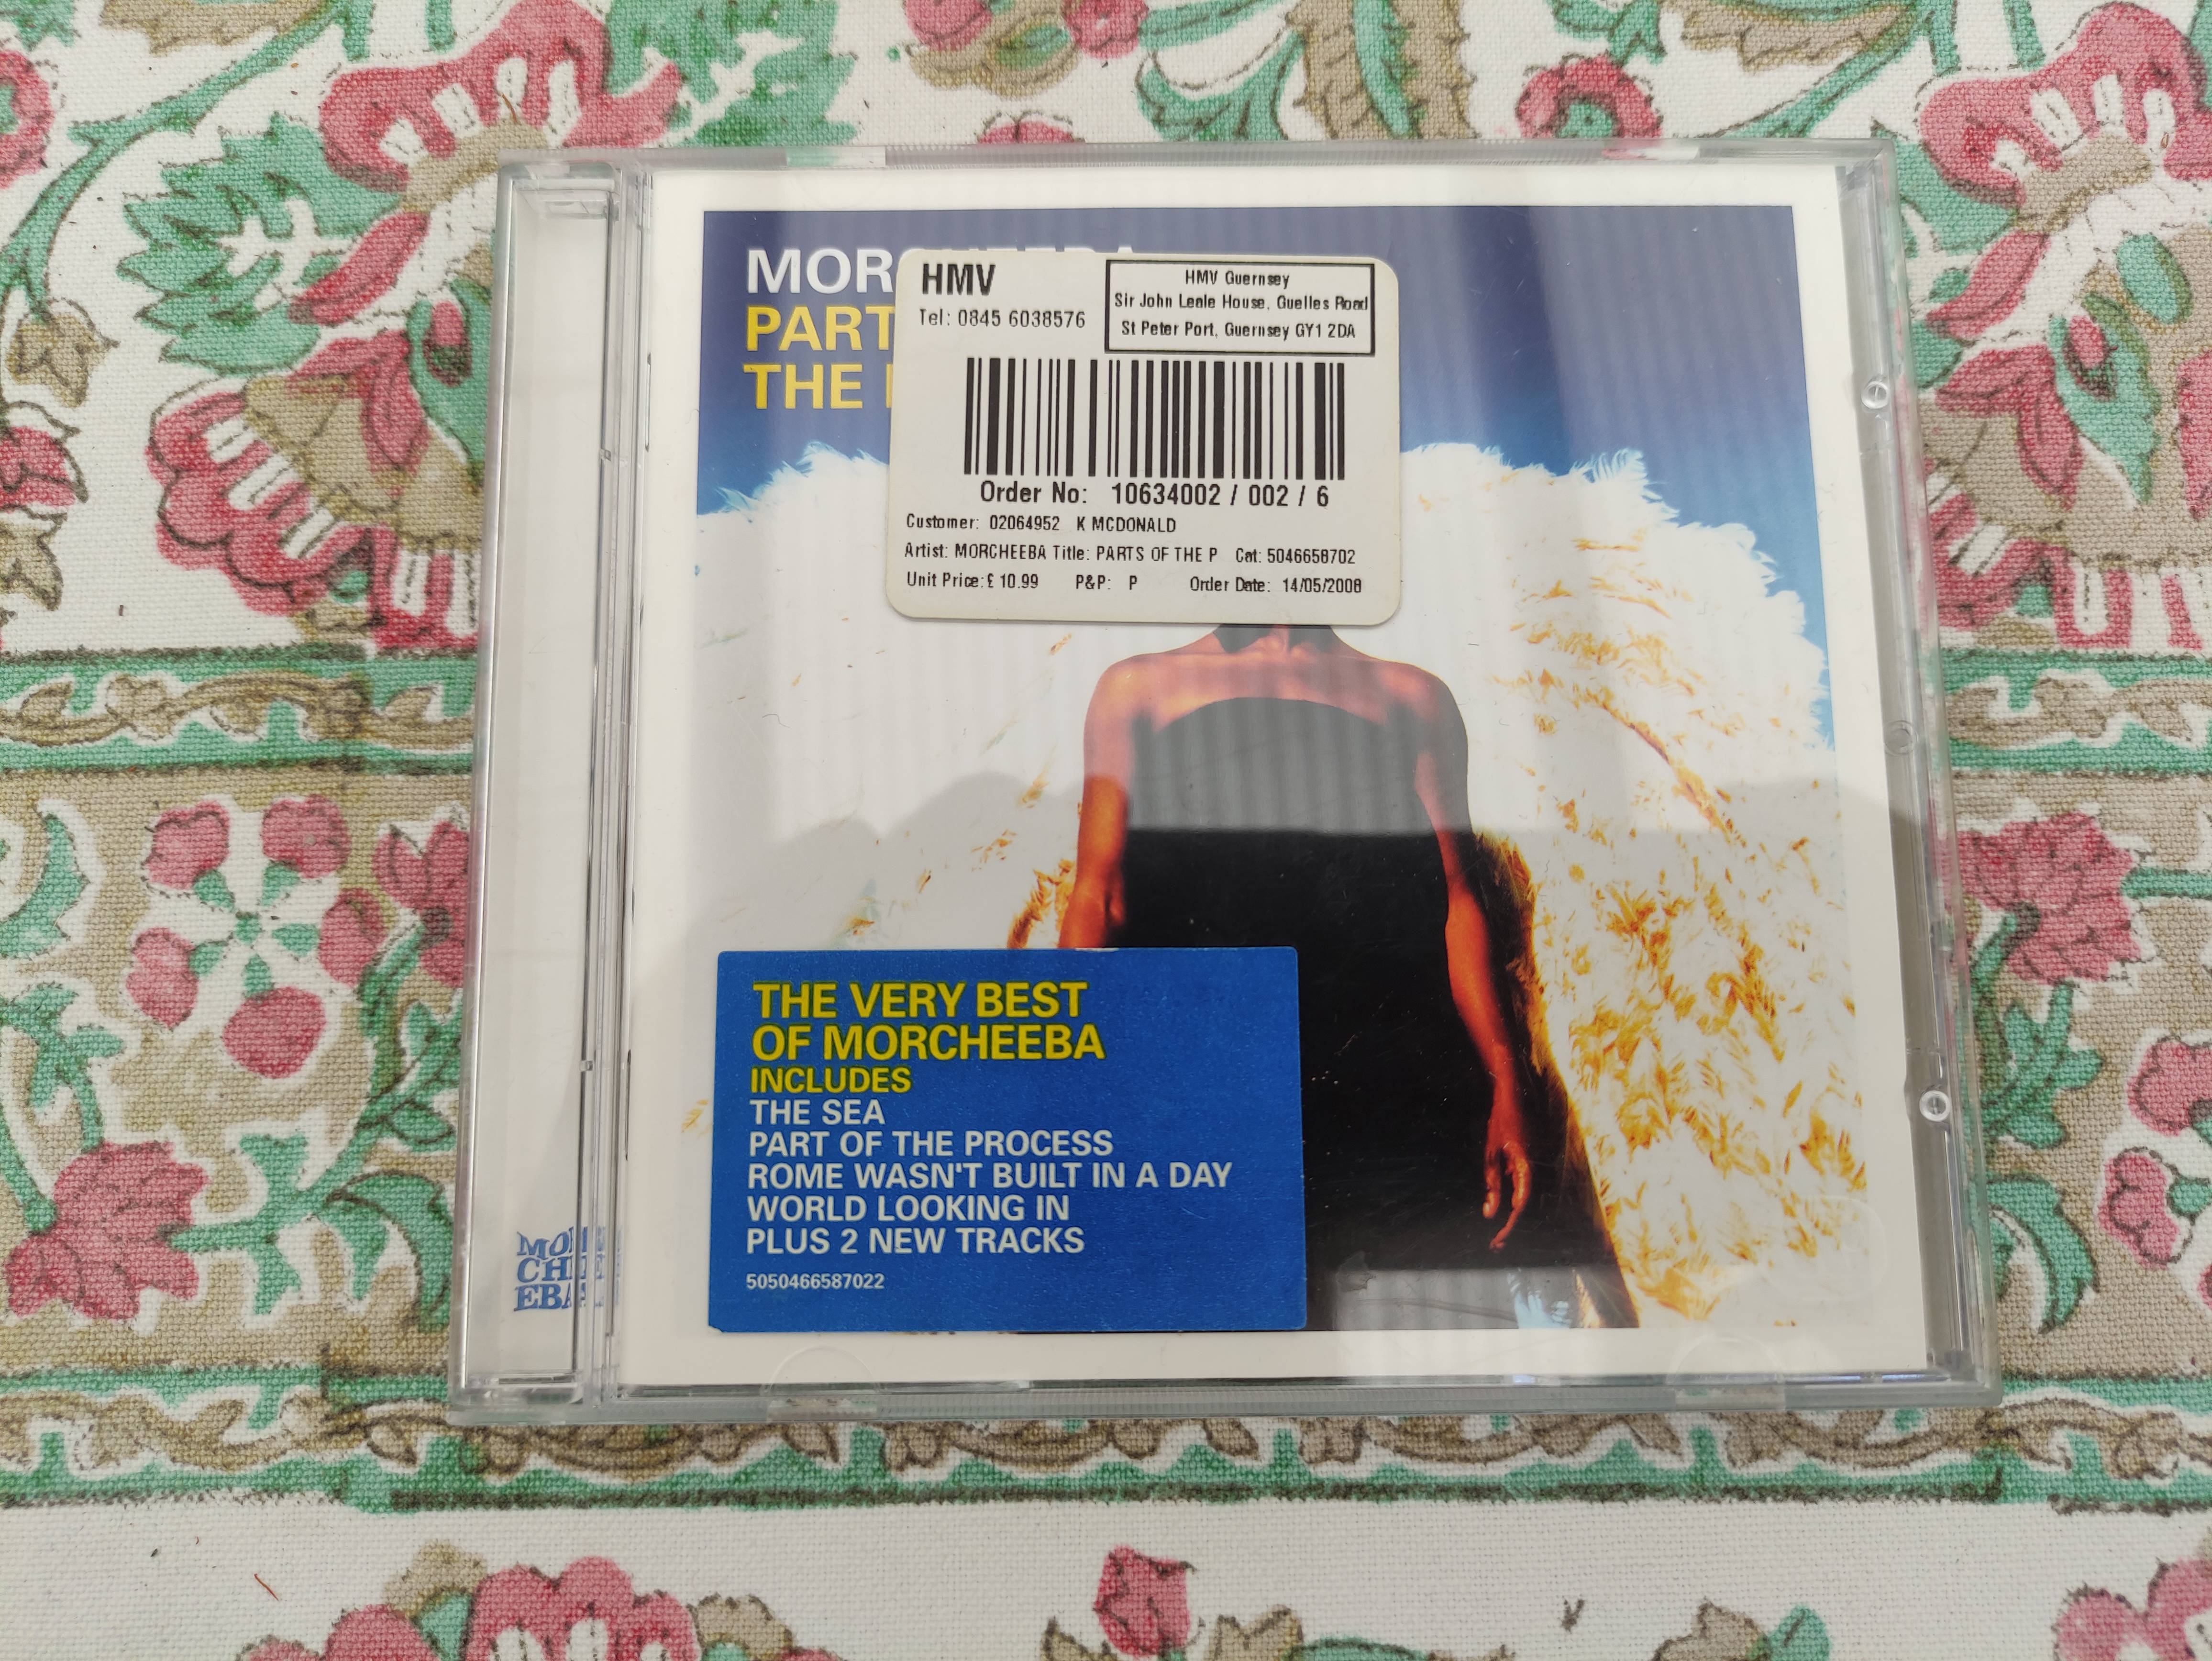 MOR
PART
THE
HMV
Tel: 0845 6038576
HMV Guernsey
Sir John Leale House, Guelles Road
St Peter Port, Guernsey GY1 2DA
Order No: 10634002 / 002 / 6
Customer: 02064952 K MCDONALD
Artist: MORCHEEBA Title: PARTS OF THE P Cat: 5046658702
Unit Price: £ 10.99 P&P: P Order Date: 14/05/2008
THE VERY BEST
OF MORCHEEBA
INCLUDES
THE SEA
PART OF THE PROCESS
ROME WASN'T BUILT IN A DAY
WORLD LOOKING IN
PLUS 2 NEW TRACKS
5050466587022
MOR
CHE
EBA